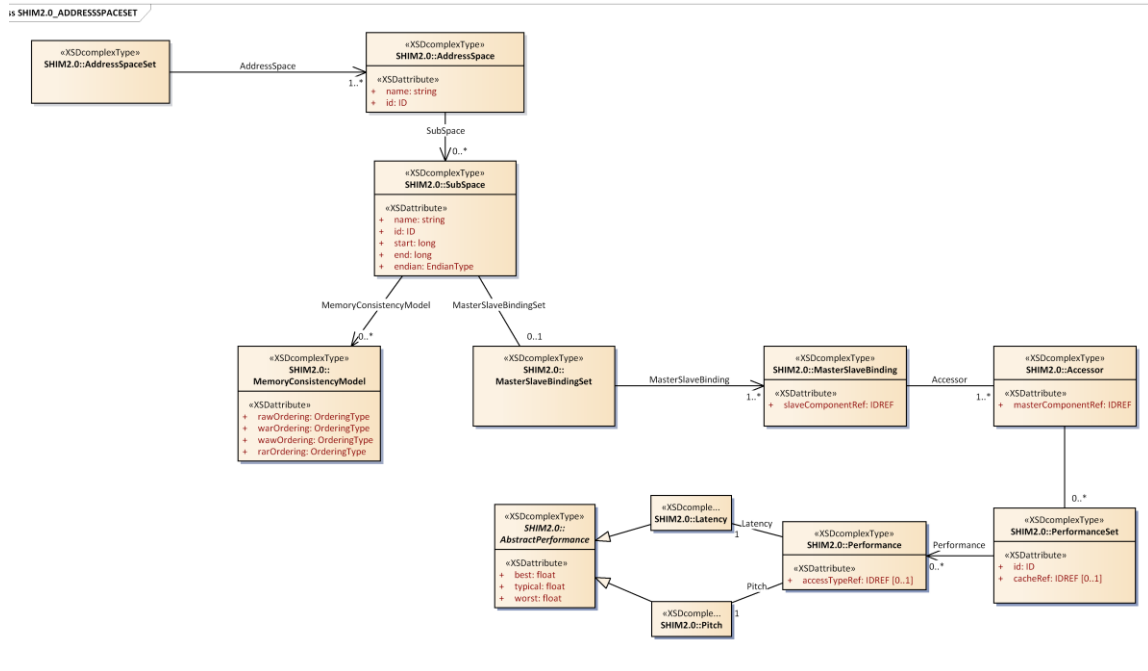 ss SHIM2.0_ADDRESSSPACESET
«XSDcomplexType»
SHIM2.0::AddressSpaceSet
AddressSpace
1..*
«XSDcomplexType»
SHIM2.0::AddressSpace
«XSDattribute»
+ name: string
+ id: ID
SubSpace
0..*
«XSDcomplexType»
SHIM2.0::SubSpace
«XSDattribute»
+ name: string
+ id: ID
+ start: long
+ end: long
+ endian: EndianType
MemoryConsistencyModel
0..*
MasterSlaveBindingSet
0..1
«XSDcomplexType»
SHIM2.0::
MemoryConsistencyModel
«XSDattribute»
+ rawOrdering: OrderingType
+ warOrdering: OrderingType
+ wawOrdering: OrderingType
+ rarOrdering: OrderingType
«XSDcomplexType»
SHIM2.0::
MasterSlaveBindingSet
MasterSlaveBinding
1..*
«XSDcomplexType»
SHIM2.0::MasterSlaveBinding
«XSDattribute»
+ slaveComponentRef: IDREF
Accessor
1..*
«XSDcomplexType»
SHIM2.0::Accessor
«XSDattribute»
+ masterComponentRef: IDREF
0..*
«XSDcomplexType»
SHIM2.0::
AbstractPerformance
«XSDattribute»
+ best: float
+ typical: float
+ worst: float
«XSDcomple...
SHIM2.0::Latency
Latency
1
«XSDcomple...
SHIM2.0::Pitch
Pitch
1
«XSDcomplexType»
SHIM2.0::Performance
«XSDattribute»
+ accessTypeRef: IDREF [0..1]
Performance
0..*
«XSDcomplexType»
SHIM2.0::PerformanceSet
«XSDattribute»
+ id: ID
+ cacheRef: IDREF [0..1]